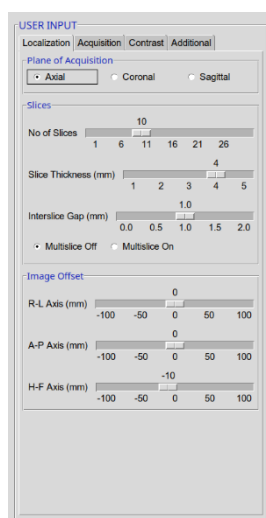 USER INPUT
Localization Acquisition Contrast Additional
Plane of Acquisition
Axial Coronal Sagittal
Slices
10
No of Slices
1 6 11 16 21 26
4
Slice Thickness (mm)
1 2 3 4 5
1.0
Interslice Gap (mm)
0.0 0.5 1.0 1.5 2.0
Multislice Off Multislice On
Image Offset
0
R-L Axis (mm)
-100 -50 0 50 100
0
A-P Axis (mm)
-100 -50 0 50 100
-10
H-F Axis (mm)
-100 -50 0 50 100